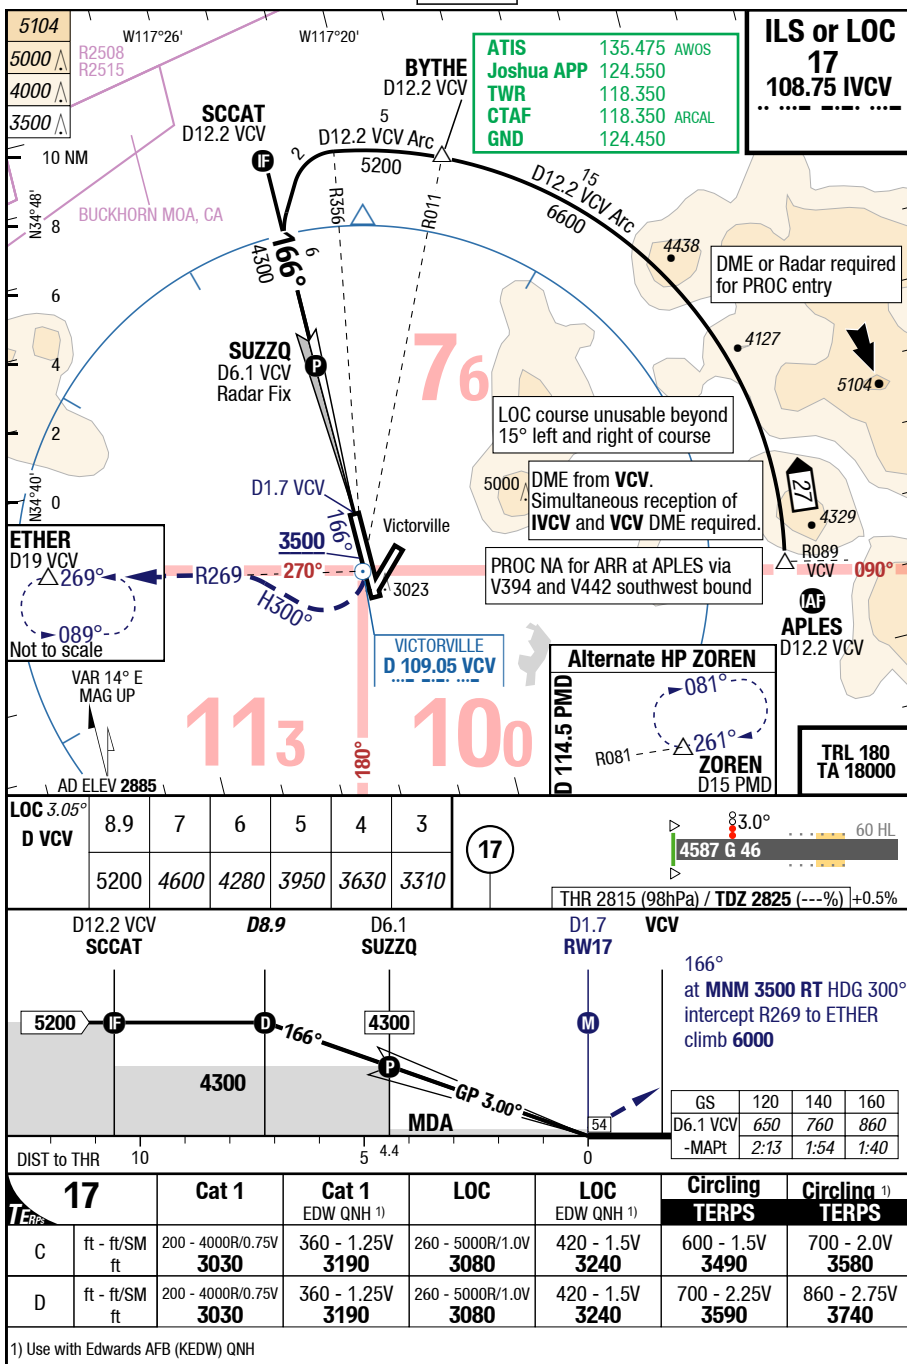 5104
5000
4000
3500
W117°26'
W117°20'
R2508
R2515
ATIS 135.475 AWOS
Joshua APP 124.550
TWR 118.350
CTAF 118.350 ARCAL
GND 124.450
ILS or LOC
17
108.75 IVCV
BYTHE
D12.2 VCV
SCCAT
D12.2 VCV
IF
2
5
D12.2 VCV Arc
5200
15
D12.2 VCV Arc
6600
10 NM
8
6
4
2
0
N34°48'
N34°40'
BUCKHORN MOA, CA
R356
R011
166°
6
4300
4438
4127
5104
4329
DME or Radar required
for PROC entry
SUZZQ
D6.1 VCV
Radar Fix
P
76
LOC course unusable beyond
15° left and right of course
5000
DME from VCV.
Simultaneous reception of
IVCV and VCV DME required.
27
D1.7 VCV
166°
Victorville
3500
3023
ETHER
D19 VCV
269°
089°
Not to scale
R269
270°
H300°
PROC NA for ARR at APLES via
V394 and V442 southwest bound
R089
VCV
090°
IAF
APLES
D12.2 VCV
VICTORVILLE
D 109.05 VCV
VAR 14° E
MAG UP
AD ELEV 2885
113
180°
100
Alternate HP ZOREN
D 114.5 PMD
081°
R081
261°
ZOREN
D15 PMD
TRL 180
TA 18000
LOC 3.05°
D VCV
8.9 7 6 5 4 3
5200 4600 4280 3950 3630 3310
17
3.0°
60 HL
4587 G 46
THR 2815 (98hPa) / TDZ 2825 (---%) +0.5%
D12.2 VCV
SCCAT
D8.9
D6.1
SUZZQ
D1.7
RW17
VCV
5200
IF
D
166°
4300
P
M
4300
GP 3.00°
MDA
54
166°
at MNM 3500 RT HDG 300°
intercept R269 to ETHER
climb 6000
GS 120 140 160
D6.1 VCV 650 760 860
-MAPt 2:13 1:54 1:40
DIST to THR 10 5 4.4 0
TERPS 17 Cat 1 Cat 1 LOC LOC Circling Circling 1)
EDW QNH 1) EDW QNH 1) TERPS TERPS
C ft - ft/SM 200 - 4000R/0.75V 360 - 1.25V 260 - 5000R/1.0V 420 - 1.5V 600 - 1.5V 700 - 2.0V
ft 3030 3190 3080 3240 3490 3580
D ft - ft/SM 200 - 4000R/0.75V 360 - 1.25V 260 - 5000R/1.0V 420 - 1.5V 700 - 2.25V 860 - 2.75V
ft 3030 3190 3080 3240 3590 3740
1) Use with Edwards AFB (KEDW) QNH